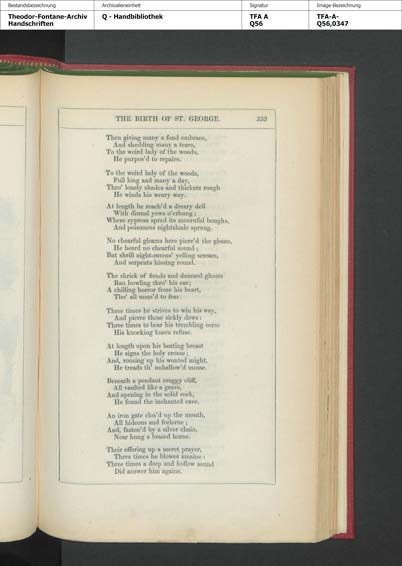 Bestandsbezeichnung
Theodor-Fontane-Archiv
Handschriften
Archivalieneinheit
Q - Handbibliothek
Signatur
TFA A
Q56
Image-Bezeichnung
TFA-A-
Q56,0347
THE BIRTH OF ST. GEORGE. 333
Then giving many a fond embrace,
And shedding many a teare,
To the weird lady of the woods,
He purpos'd to repaire.
To the weird lady of the woods,
Full long and many a day,
Thro' lonely shades and thickets rough
He winds his weary way.
At length he reach'd a dreary dell
With dismal yews o'erhung;
Where cypress spred its mournful boughs,
And poisonous nightshade sprung.
No chearful gleams here pierc'd the gloom,
He heard no chearful sound;
But shrill night-ravens' yelling scream,
And serpents hissing round.
The shriek of fiends and damned ghosts
Ran howling thro' his ear;
A chilling horror froze his heart,
Tho' all unus'd to fear.
Three times he strives to win his way,
And pierce those sickly dews:
Three times to bear his trembling corse
His knocking knees refuse.
At length upon his beating breast
He signs the holy crosse;
And, rouzing up his wonted might,
He treads th' unhallow'd mosse.
Beneath a pendant craggy cliff,
All vaulted like a grave,
And opening in the solid rock,
He found the inchanted cave.
An iron gate clos'd up the mouth,
All hideous and forlorne;
And, fasten'd by a silver chain,
Near hung a brazed horne.
Their offering up a secret prayer,
Three times he blowes amaine:
Three times a deep and hollow sound
Did answer him againe.